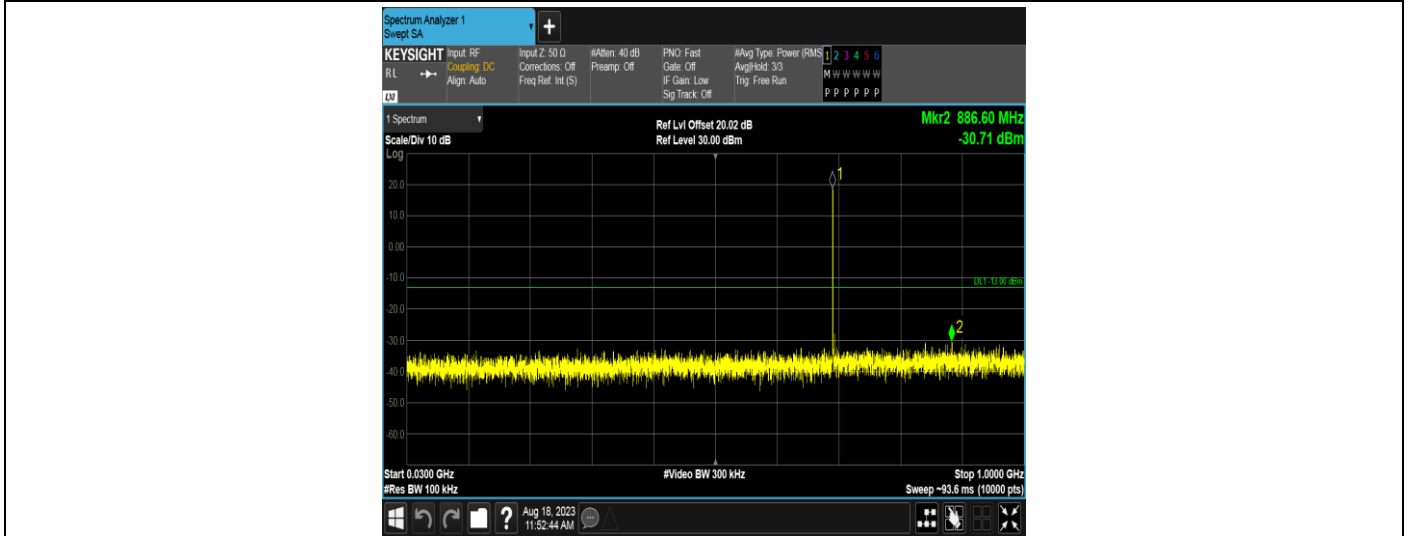 Spectrum Analyzer 1
Swept SA
+
KEYSIGHT
RL
LXI
Input: RF
Coupling: DC
Align: Auto
Input Z: 50 Ω
Corrections: Off
Freq Ref: Int (S)
#Atten: 40 dB
Preamp: Off
PNO: Fast
Gate: Off
IF Gain: Low
Sig Track: Off
#Avg Type: Power (RMS
Avg|Hold: 3/3
Trig: Free Run
1 2 3 4 5 6
M W W W W W
P P P P P P
1 Spectrum
Scale/Div 10 dB
Log
Ref Lvl Offset 20.02 dB
Ref Level 30.00 dBm
Mkr2 886.60 MHz
-30.71 dBm
1
20.0
10.0
0.00
-10.0
DL1 -13.00 dBm
-20.0
2
-30.0
-40.0
-50.0
-60.0
Start 0.0300 GHz
#Res BW 100 kHz
#Video BW 300 kHz
Stop 1.0000 GHz
Sweep ~93.6 ms (10000 pts)
?
Aug 18, 2023
11:52:44 AM